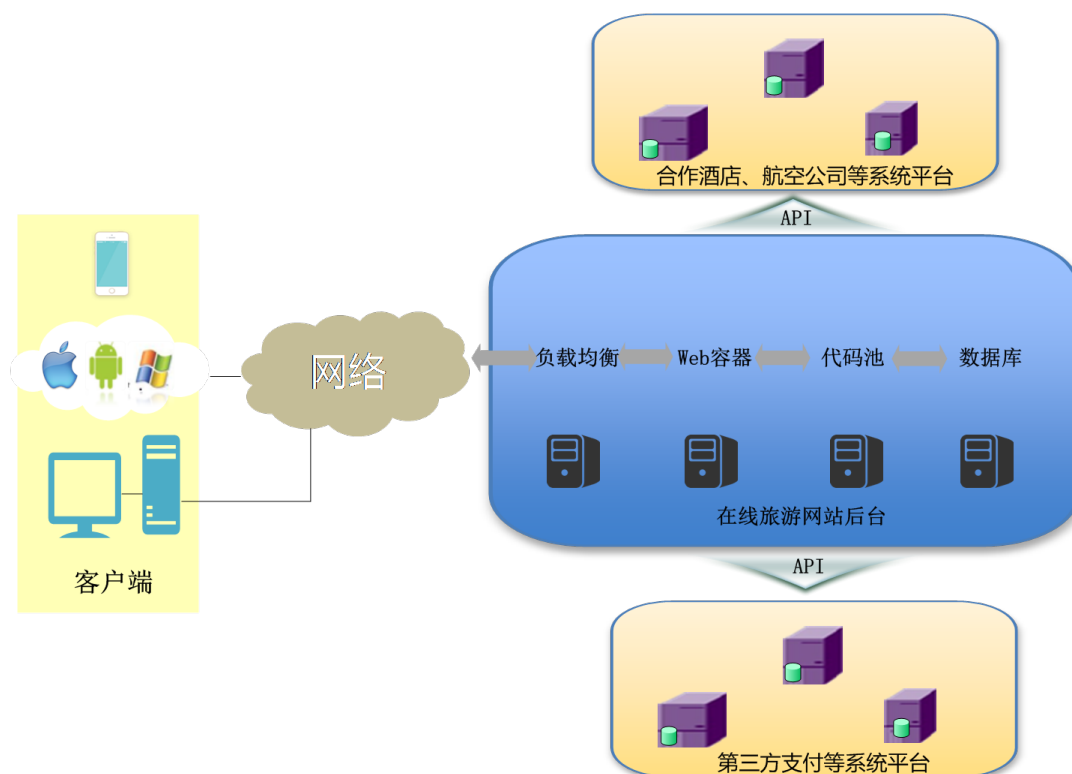 合作酒店、航空公司等系统平台
API
网络
负载均衡
Web容器
代码池
数据库
在线旅游网站后台
客户端
API
第三方支付等系统平台